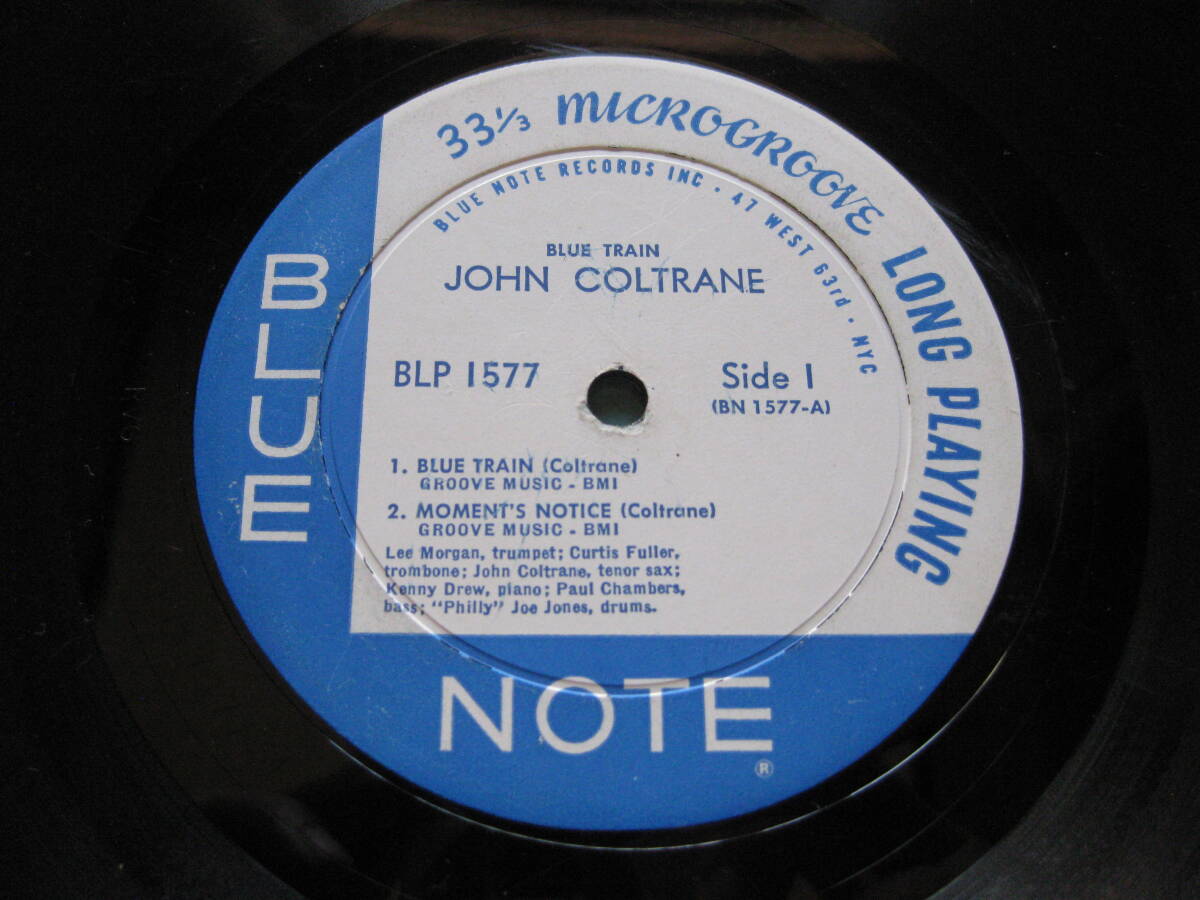 33⅓ MICROGROOVE LONG PLAYING
BLUE NOTE RECORDS INC · 47 WEST 63rd · NYC
BLUE TRAIN
JOHN COLTRANE
BLP 1577
Side 1
(BN 1577-A)
1. BLUE TRAIN (Coltrane)
GROOVE MUSIC - BMI
2. MOMENT'S NOTICE (Coltrane)
GROOVE MUSIC - BMI
Lee Morgan, trumpet; Curtis Fuller,
trombone; John Coltrane, tenor sax;
Kenny Drew, piano; Paul Chambers,
bass; "Philly" Joe Jones, drums.
BLUE
NOTE
®